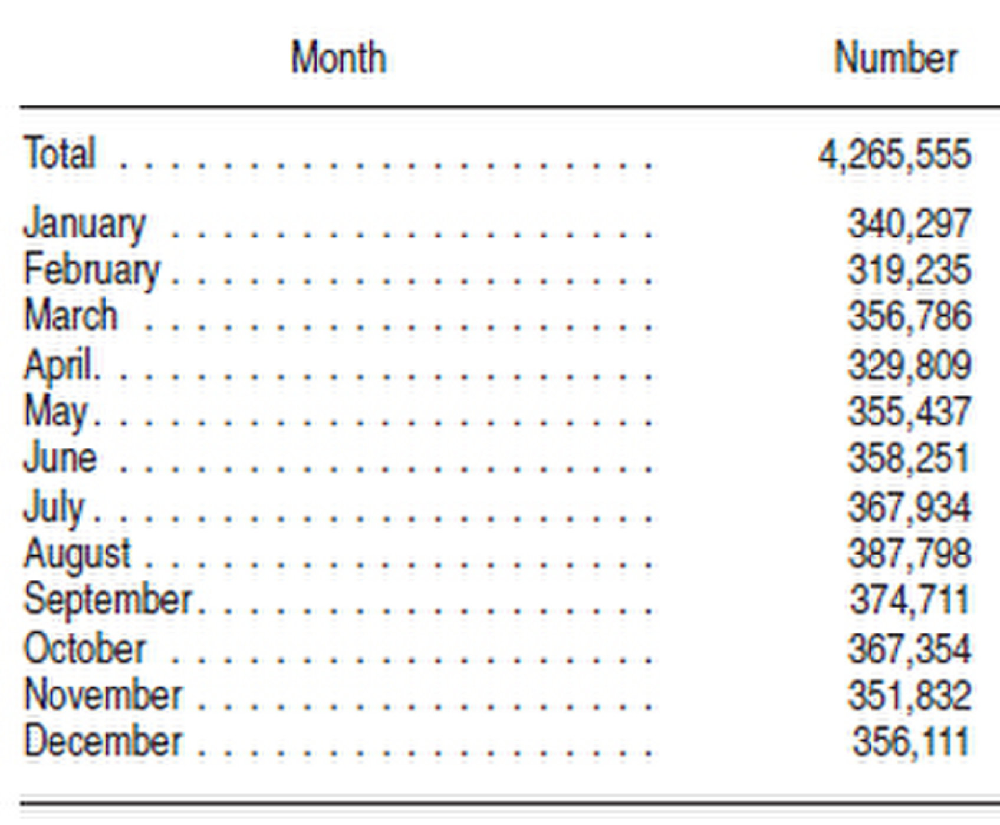 Month Number
Total . . . . . . . . . . . . . . . . . . . . . 4,265,555
January . . . . . . . . . . . . . . . . . . . 340,297
February . . . . . . . . . . . . . . . . . . . 319,235
March . . . . . . . . . . . . . . . . . . . . 356,786
April. . . . . . . . . . . . . . . . . . . . . . 329,809
May. . . . . . . . . . . . . . . . . . . . . . 355,437
June . . . . . . . . . . . . . . . . . . . . . 358,251
July . . . . . . . . . . . . . . . . . . . . . . 367,934
August . . . . . . . . . . . . . . . . . . . . 387,798
September. . . . . . . . . . . . . . . . . . 374,711
October . . . . . . . . . . . . . . . . . . . 367,354
November . . . . . . . . . . . . . . . . . . 351,832
December . . . . . . . . . . . . . . . . . . 356,111